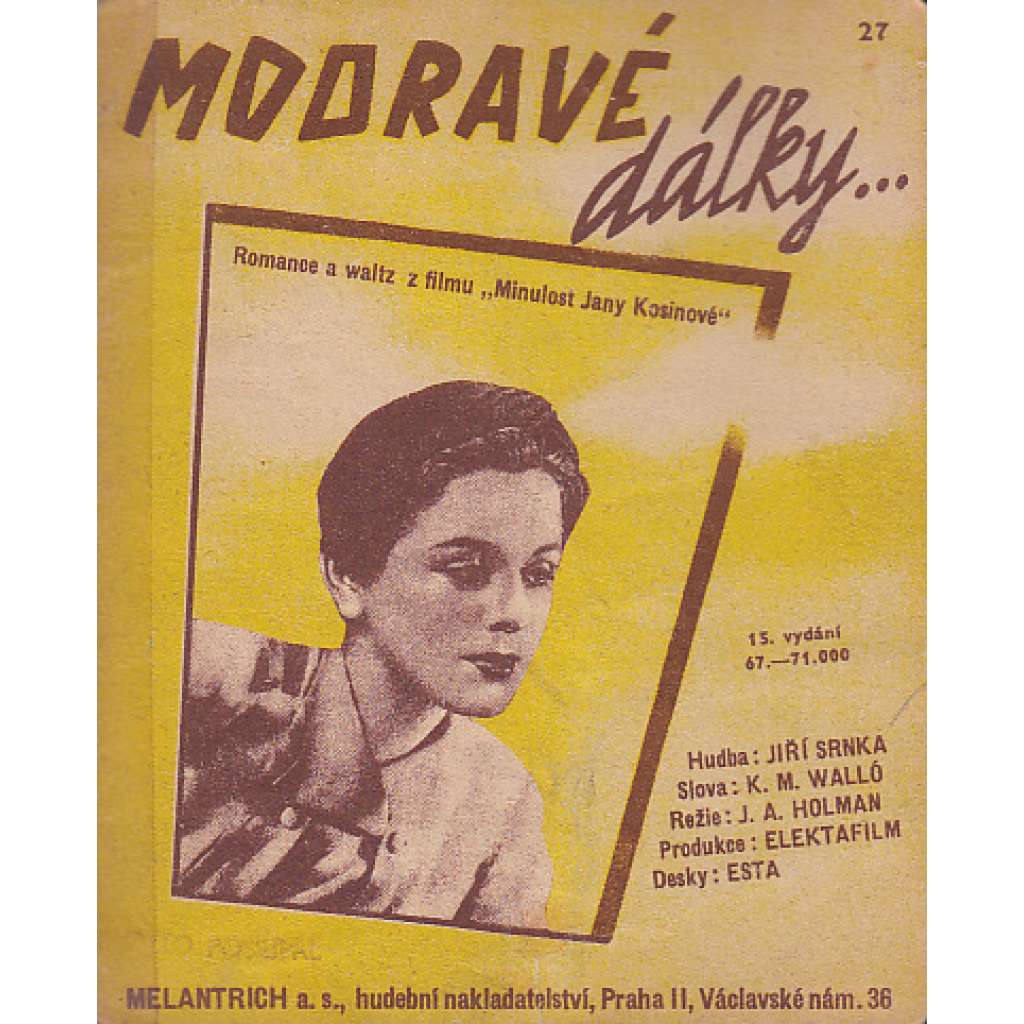 27
MODRAVÉ
dálky...
Romance a waltz z filmu „Minulost Jany Kosinové“
15. vydání
67.—71.000
Hudba: JIŘÍ SRNKA
Slova: K. M. WALLÓ
Režie: J. A. HOLMAN
Produkce: ELEKTAFILM
Desky: ESTA
MELANTRICH a. s., hudební nakladatelství, Praha II, Václavské nám. 36